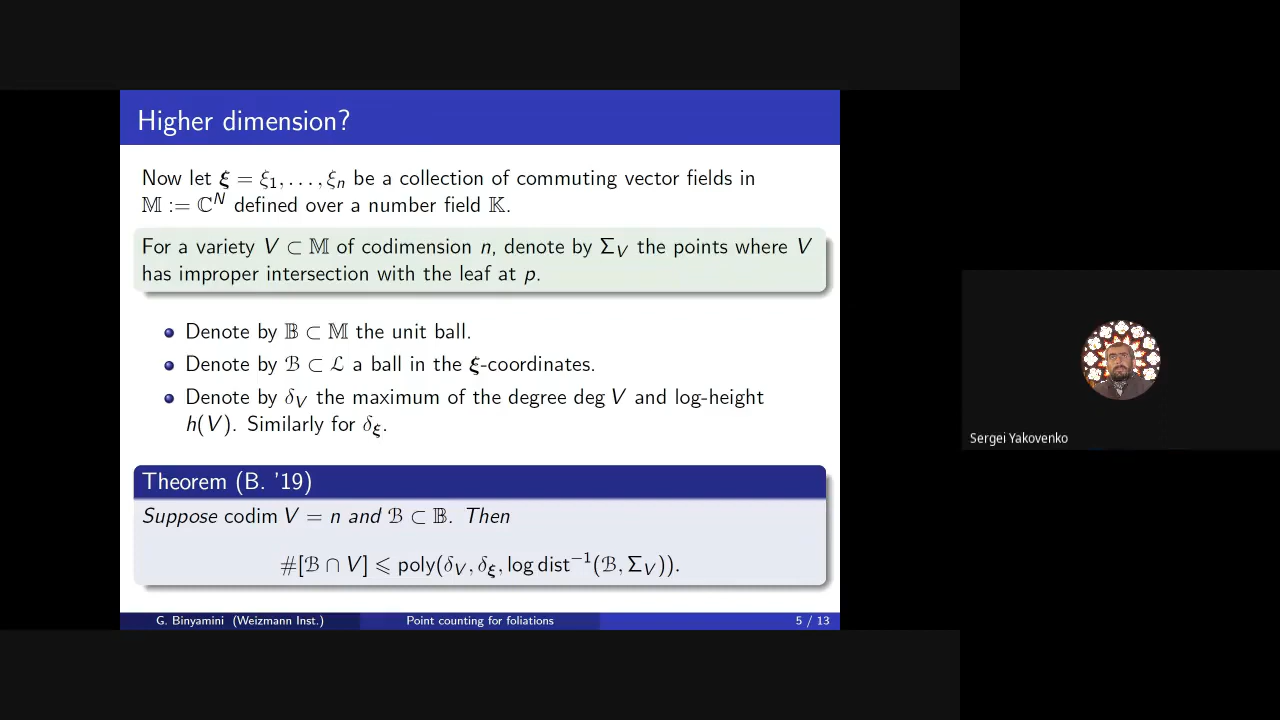 Higher dimension?
Now let 𝝃 = ξ₁, . . . , ξₙ be a collection of commuting vector fields in
𝕄 := ℂᴺ defined over a number field 𝕂.
For a variety V ⊂ 𝕄 of codimension n, denote by Σ_V the points where V
has improper intersection with the leaf at p.
Denote by 𝔹 ⊂ 𝕄 the unit ball.
Denote by ℬ ⊂ ℒ a ball in the 𝝃-coordinates.
Denote by δ_V the maximum of the degree deg V and log-height
h(V). Similarly for δ_𝝃.
Theorem (B. '19)
Suppose codim V = n and ℬ ⊂ 𝔹. Then
#[ℬ ∩ V] ⩽ poly(δ_V, δ_𝝃, log dist⁻¹(ℬ, Σ_V)).
G. Binyamini (Weizmann Inst.) Point counting for foliations 5 / 13
Sergei Yakovenko